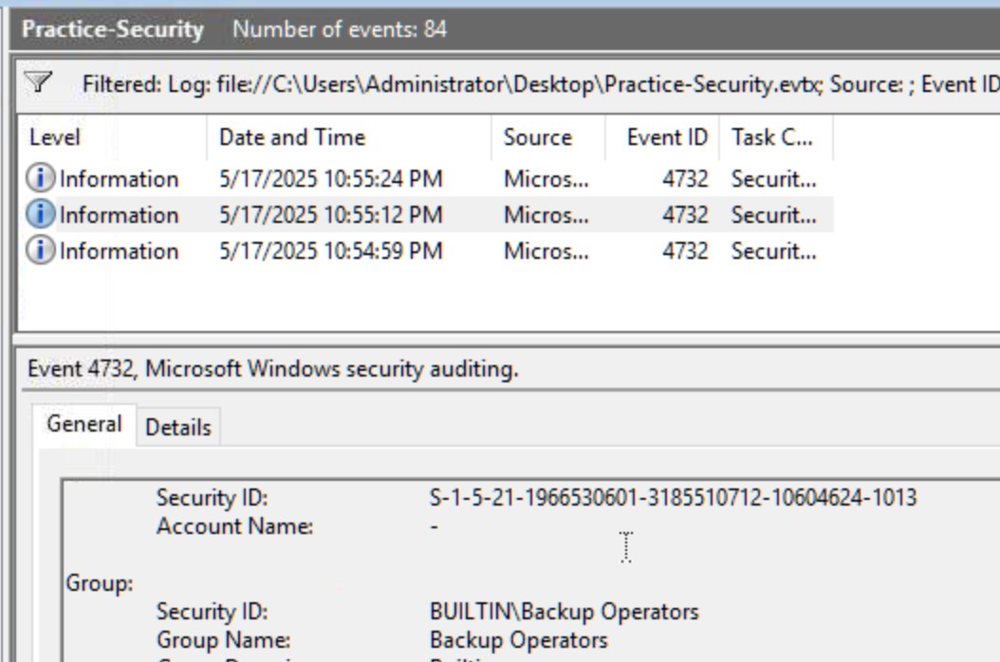 Practice-Security Number of events: 84
Filtered: Log: file://C:\Users\Administrator\Desktop\Practice-Security.evtx; Source: ; Event ID
Level Date and Time Source Event ID Task C...
Information 5/17/2025 10:55:24 PM Micros... 4732 Securit...
Information 5/17/2025 10:55:12 PM Micros... 4732 Securit...
Information 5/17/2025 10:54:59 PM Micros... 4732 Securit...
Event 4732, Microsoft Windows security auditing.
General Details
Security ID: S-1-5-21-1966530601-3185510712-10604624-1013
Account Name: -
Group:
Security ID: BUILTIN\Backup Operators
Group Name: Backup Operators